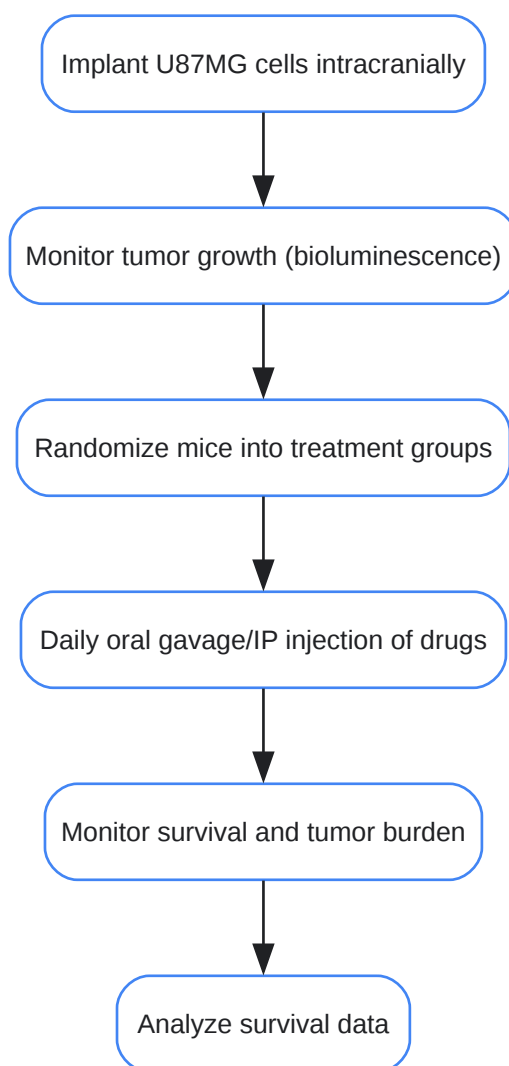 Implant U87MG cells intracranially
Monitor tumor growth (bioluminescence)
Randomize mice into treatment groups
Daily oral gavage/IP injection of drugs
Monitor survival and tumor burden
Analyze survival data